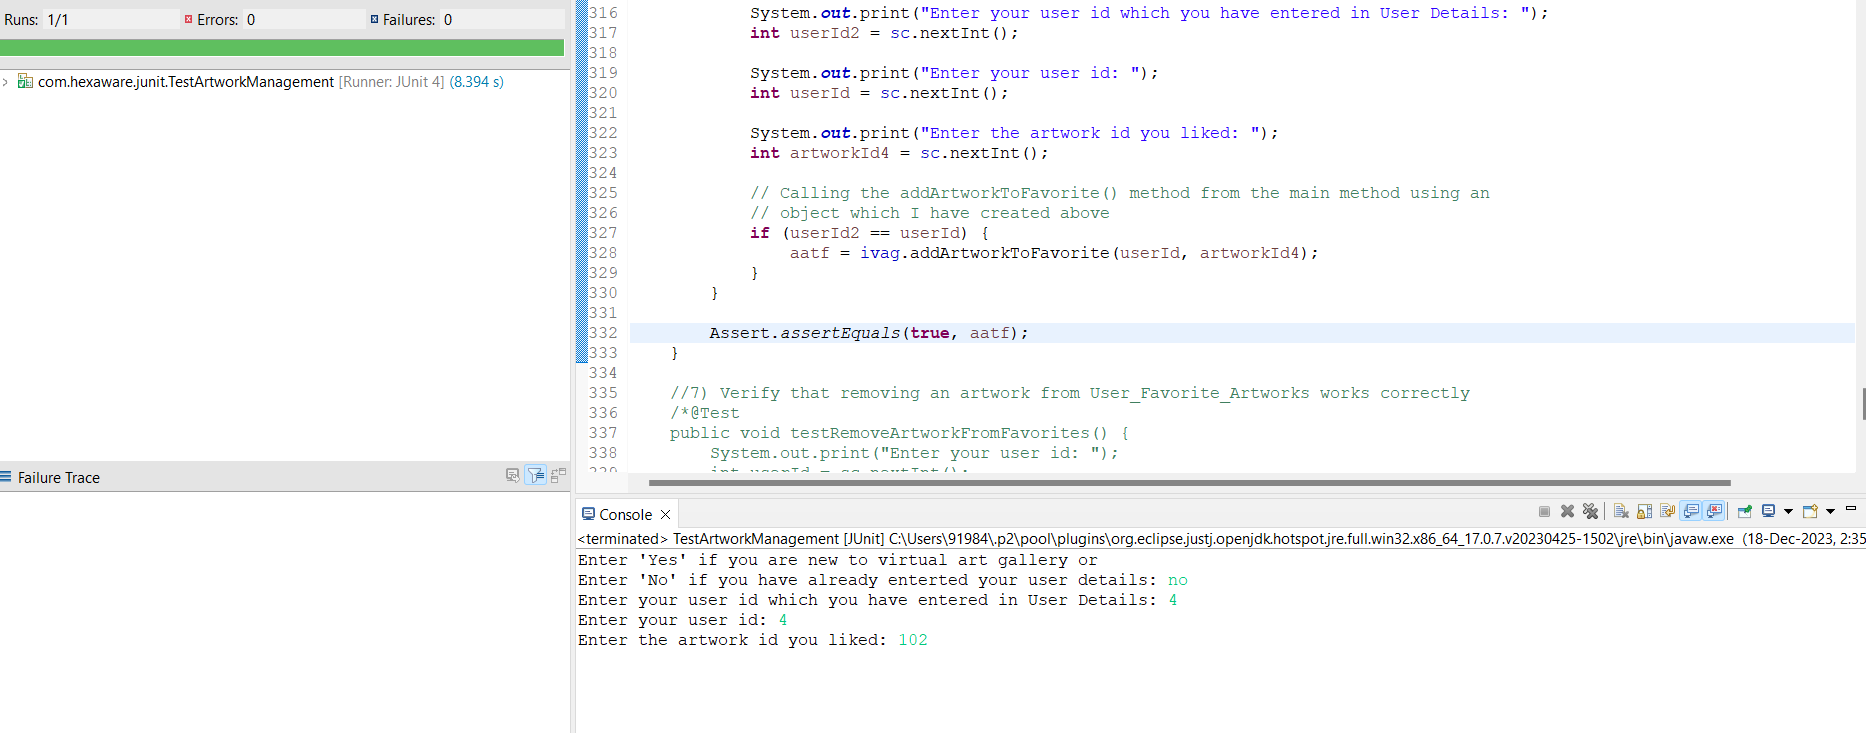 Runs: 1/1 Errors: 0 Failures: 0
com.hexaware.junit.TestArtworkManagement [Runner: JUnit 4] (8.394 s)
Failure Trace
316 System.out.print("Enter your user id which you have entered in User Details: ");
317 int userId2 = sc.nextInt();
318
319 System.out.print("Enter your user id: ");
320 int userId = sc.nextInt();
321
322 System.out.print("Enter the artwork id you liked: ");
323 int artworkId4 = sc.nextInt();
324
325 // Calling the addArtworkToFavorite() method from the main method using an
326 // object which I have created above
327 if (userId2 == userId) {
328 aatf = ivag.addArtworkToFavorite(userId, artworkId4);
329 }
330 }
331
332 Assert.assertEquals(true, aatf);
333 }
334
335 //7) Verify that removing an artwork from User_Favorite_Artworks works correctly
336 /*@Test
337 public void testRemoveArtworkFromFavorites() {
338 System.out.print("Enter your user id: ");
339 int userId = sc.nextInt();
Console
<terminated> TestArtworkManagement [JUnit] C:\Users\91984\.p2\pool\plugins\org.eclipse.justj.openjdk.hotspot.jre.full.win32.x86_64_17.0.7.v20230425-1502\jre\bin\javaw.exe (18-Dec-2023, 2:35
Enter 'Yes' if you are new to virtual art gallery or
Enter 'No' if you have already enterted your user details: no
Enter your user id which you have entered in User Details: 4
Enter your user id: 4
Enter the artwork id you liked: 102